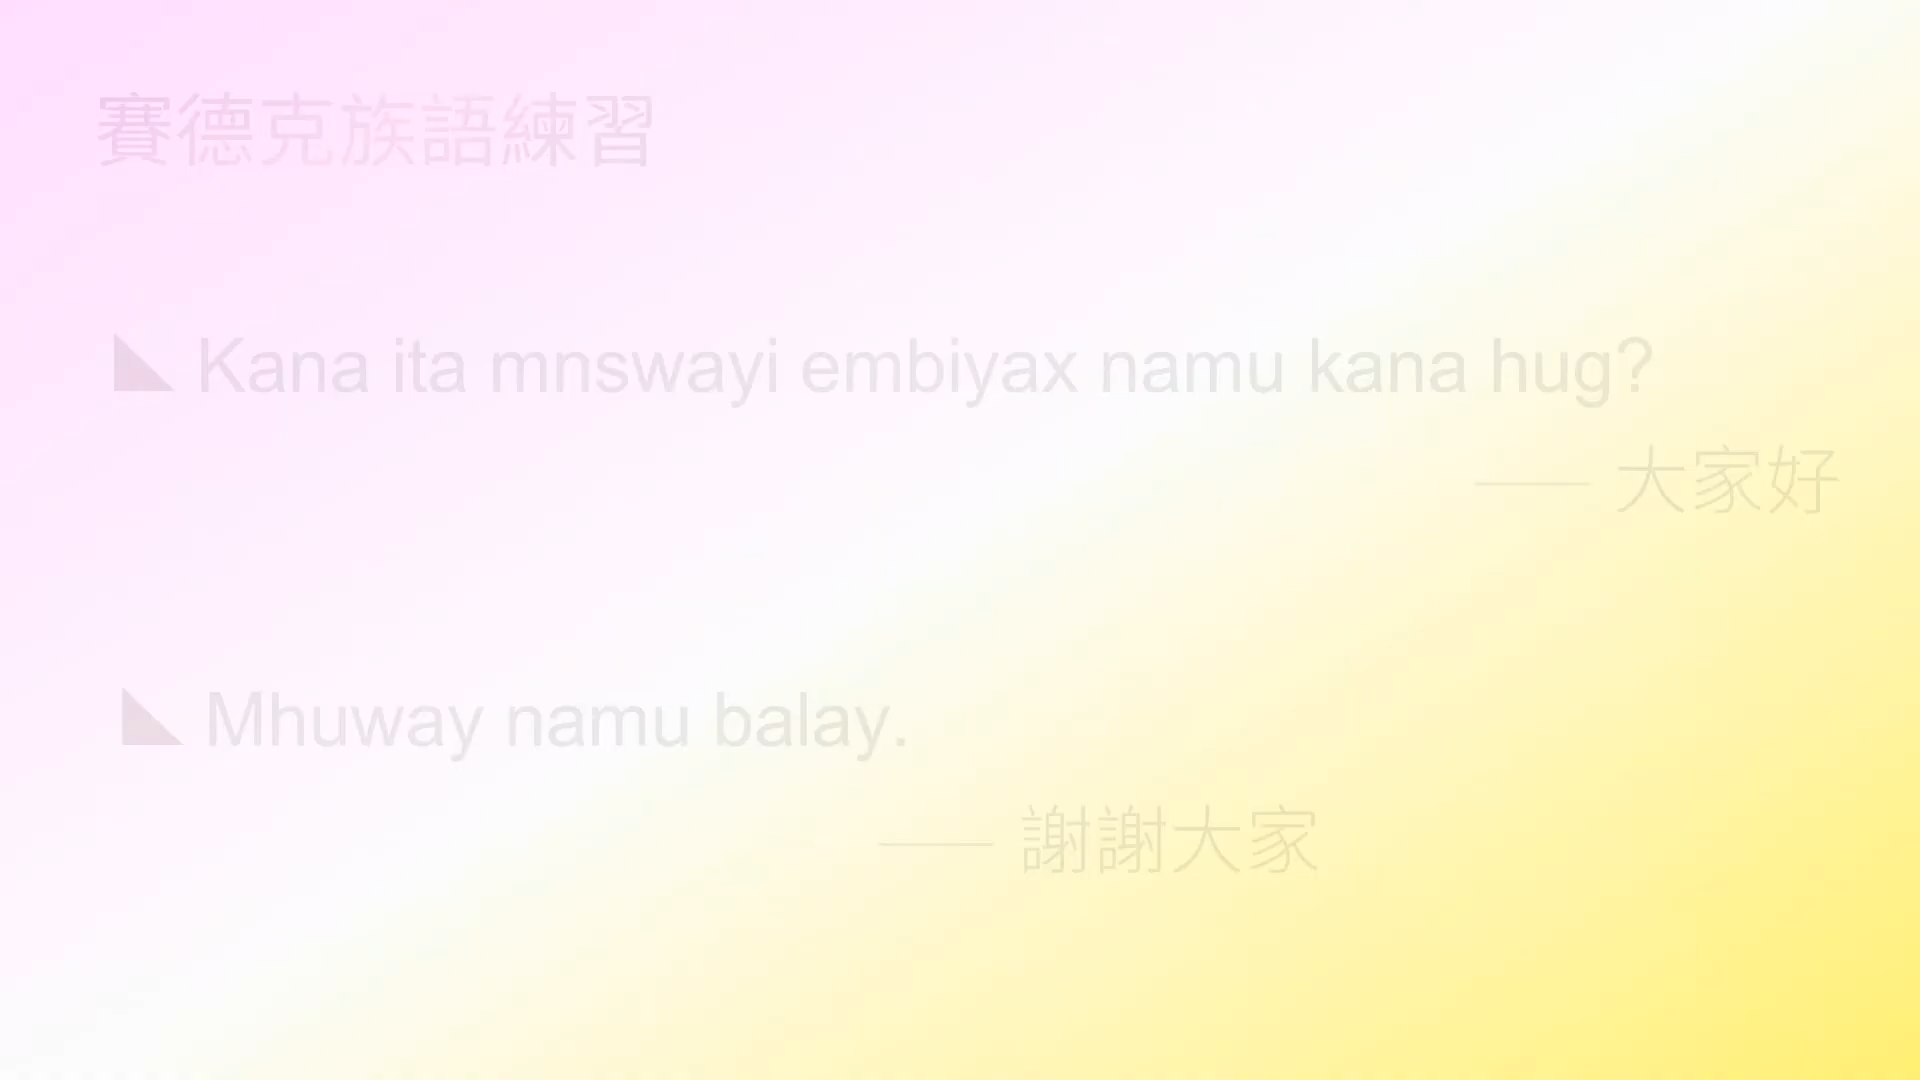 賽德克族語練習
Kana ita mnswayi embiyax namu kana hug?
—— 大家好
Mhuway namu balay.
—— 謝謝大家